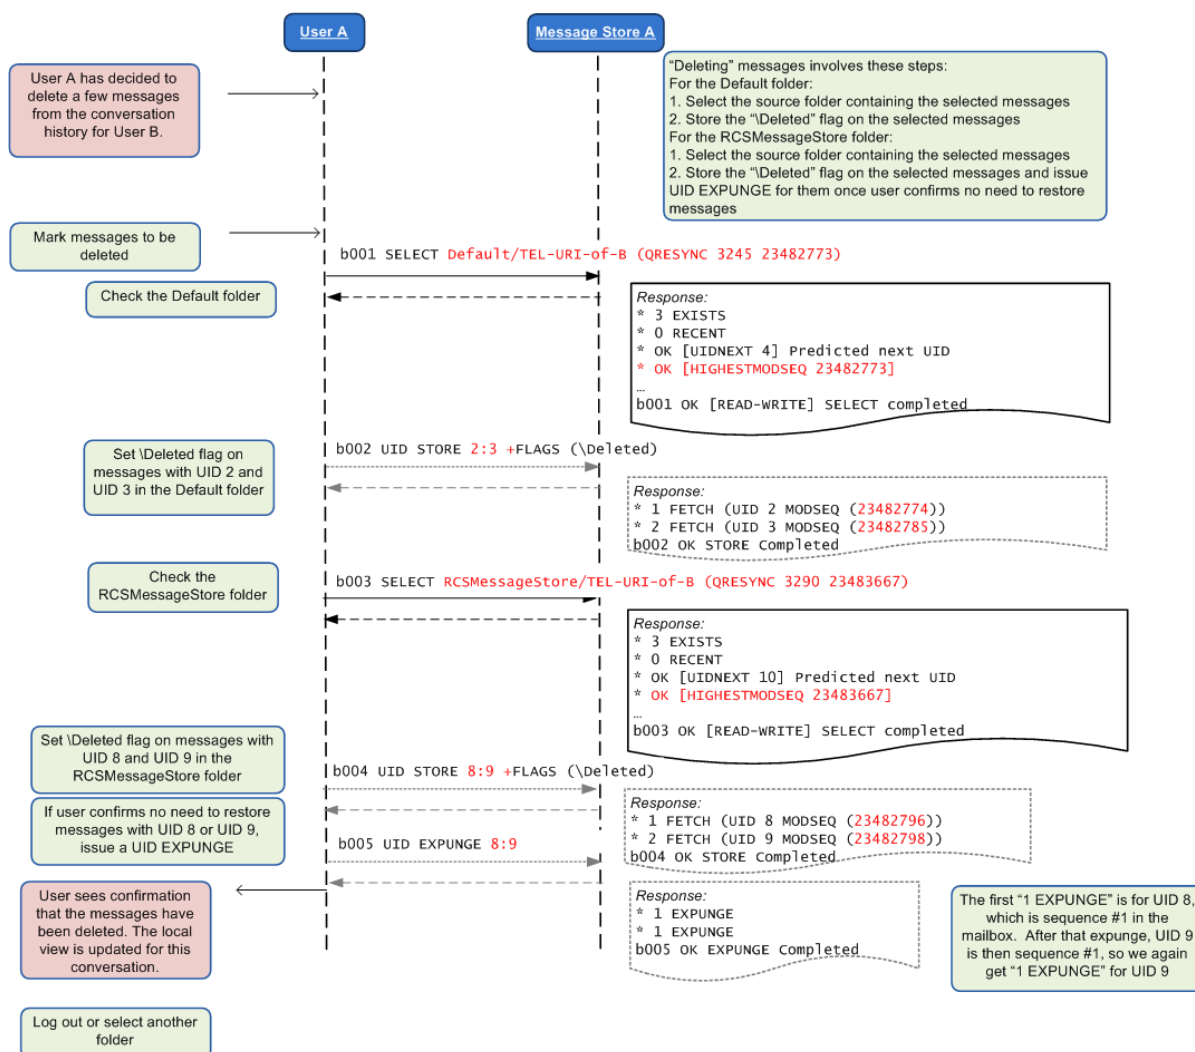 User A
Message Store A
User A has decided to
delete a few messages
from the conversation
history for User B.
"Deleting" messages involves these steps:
For the Default folder:
1. Select the source folder containing the selected messages
2. Store the "\Deleted" flag on the selected messages
For the RCSMessageStore folder:
1. Select the source folder containing the selected messages
2. Store the "\Deleted" flag on the selected messages and issue
UID EXPUNGE for them once user confirms no need to restore
messages
Mark messages to be
deleted
b001 SELECT Default/TEL-URI-of-B (QRESYNC 3245 23482773)
Check the Default folder
Response:
* 3 EXISTS
* 0 RECENT
* OK [UIDNEXT 4] Predicted next UID
* OK [HIGHESTMODSEQ 23482773]
…
b001 OK [READ-WRITE] SELECT completed
Set \Deleted flag on
messages with UID 2 and
UID 3 in the Default folder
b002 UID STORE 2:3 +FLAGS (\Deleted)
Response:
* 1 FETCH (UID 2 MODSEQ (23482774))
* 2 FETCH (UID 3 MODSEQ (23482785))
b002 OK STORE Completed
Check the
RCSMessageStore folder
b003 SELECT RCSMessageStore/TEL-URI-of-B (QRESYNC 3290 23483667)
Response:
* 3 EXISTS
* 0 RECENT
* OK [UIDNEXT 10] Predicted next UID
* OK [HIGHESTMODSEQ 23483667]
…
b003 OK [READ-WRITE] SELECT completed
Set \Deleted flag on messages with
UID 8 and UID 9 in the
RCSMessageStore folder
b004 UID STORE 8:9 +FLAGS (\Deleted)
Response:
* 1 FETCH (UID 8 MODSEQ (23482796))
* 2 FETCH (UID 9 MODSEQ (23482798))
b004 OK STORE Completed
If user confirms no need to restore
messages with UID 8 or UID 9,
issue a UID EXPUNGE
b005 UID EXPUNGE 8:9
Response:
* 1 EXPUNGE
* 1 EXPUNGE
b005 OK EXPUNGE Completed
User sees confirmation
that the messages have
been deleted. The local
view is updated for this
conversation.
The first "1 EXPUNGE" is for UID 8,
which is sequence #1 in the
mailbox. After that expunge, UID 9
is then sequence #1, so we again
get "1 EXPUNGE" for UID 9
Log out or select another
folder